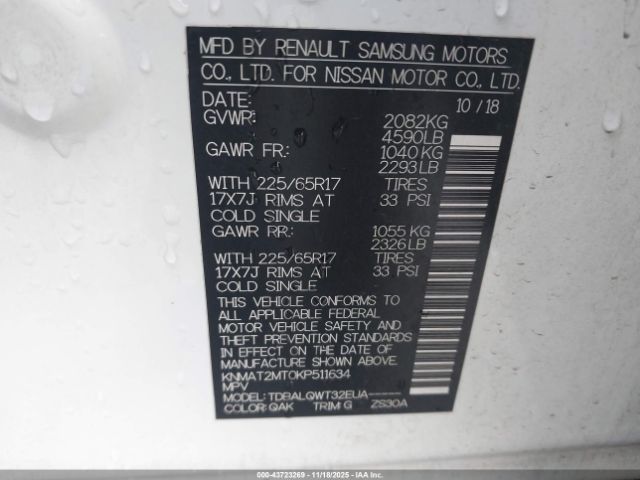 MFD BY RENAULT SAMSUNG MOTORS
CO., LTD. FOR NISSAN MOTOR CO., LTD.
DATE: 10 / 18
GVWR: 2082KG
4590LB
GAWR FR: 1040KG
2293LB
WITH 225/65R17 TIRES
17X7J RIMS AT 33 PSI
COLD SINGLE
GAWR RR: 1055KG
2326LB
WITH 225/65R17 TIRES
17X7J RIMS AT 33 PSI
COLD SINGLE
THIS VEHICLE CONFORMS TO
ALL APPLICABLE FEDERAL
MOTOR VEHICLE SAFETY AND
THEFT PREVENTION STANDARDS
IN EFFECT ON THE DATE OF
MANUFACTURE SHOWN ABOVE.
KNMAT2MT0KP511634
MPV
MODEL: TDBALQWT32EUA-----
COLOR: QAK TRIM: G ZS30A
000-43723269 - 11/18/2025 - IAAI.com